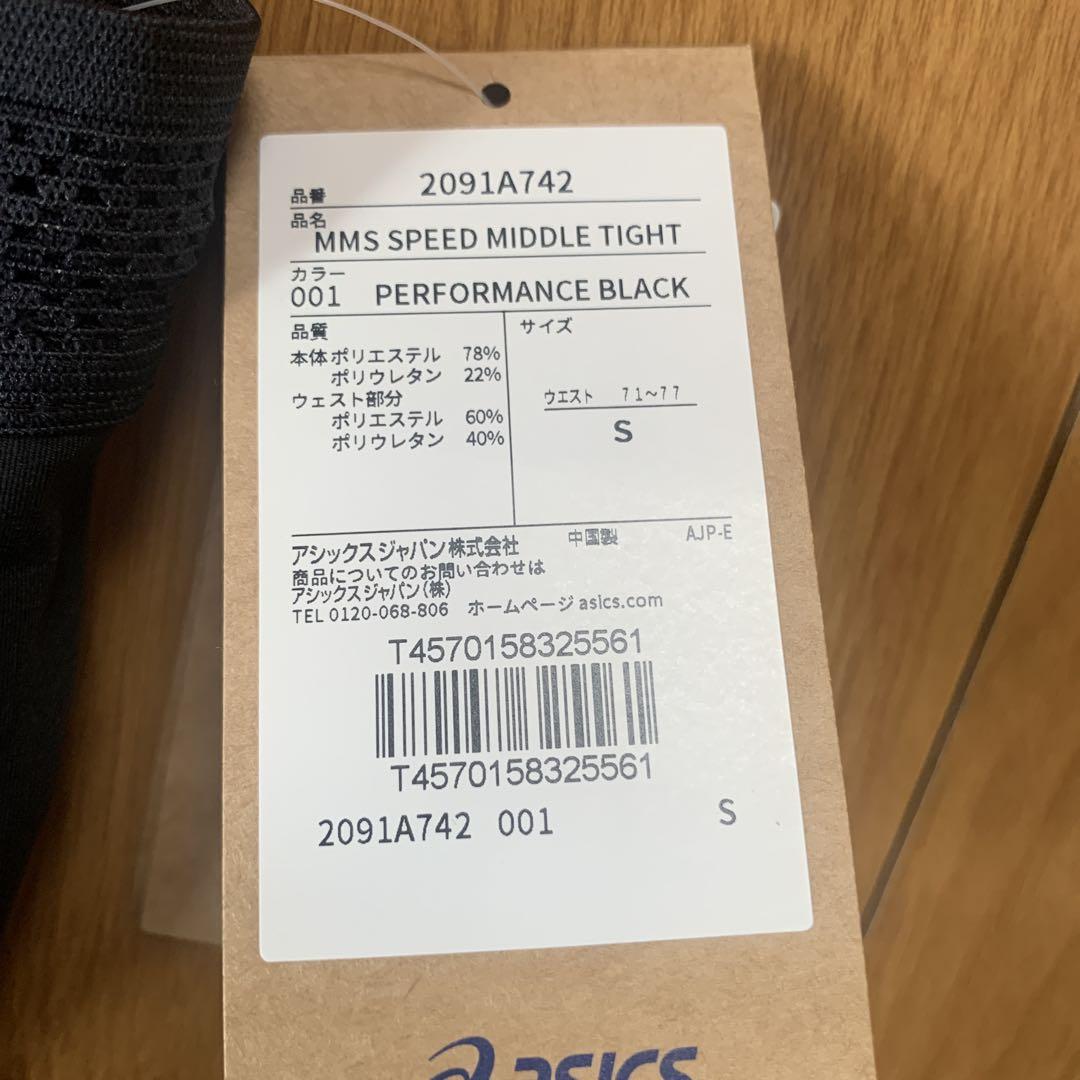 品番 2091A742
品名
MMS SPEED MIDDLE TIGHT
カラー
001 PERFORMANCE BLACK
品質
本体 ポリエステル 78%
ポリウレタン 22%
ウェスト部分
ポリエステル 60%
ポリウレタン 40%
サイズ
ウエスト 71~77
S
アシックスジャパン株式会社 中国製 AJP-E
商品についてのお問い合わせは
アシックスジャパン(株)
TEL 0120-068-806 ホームページ asics.com
T4570158325561
T4570158325561
2091A742 001 S
asics